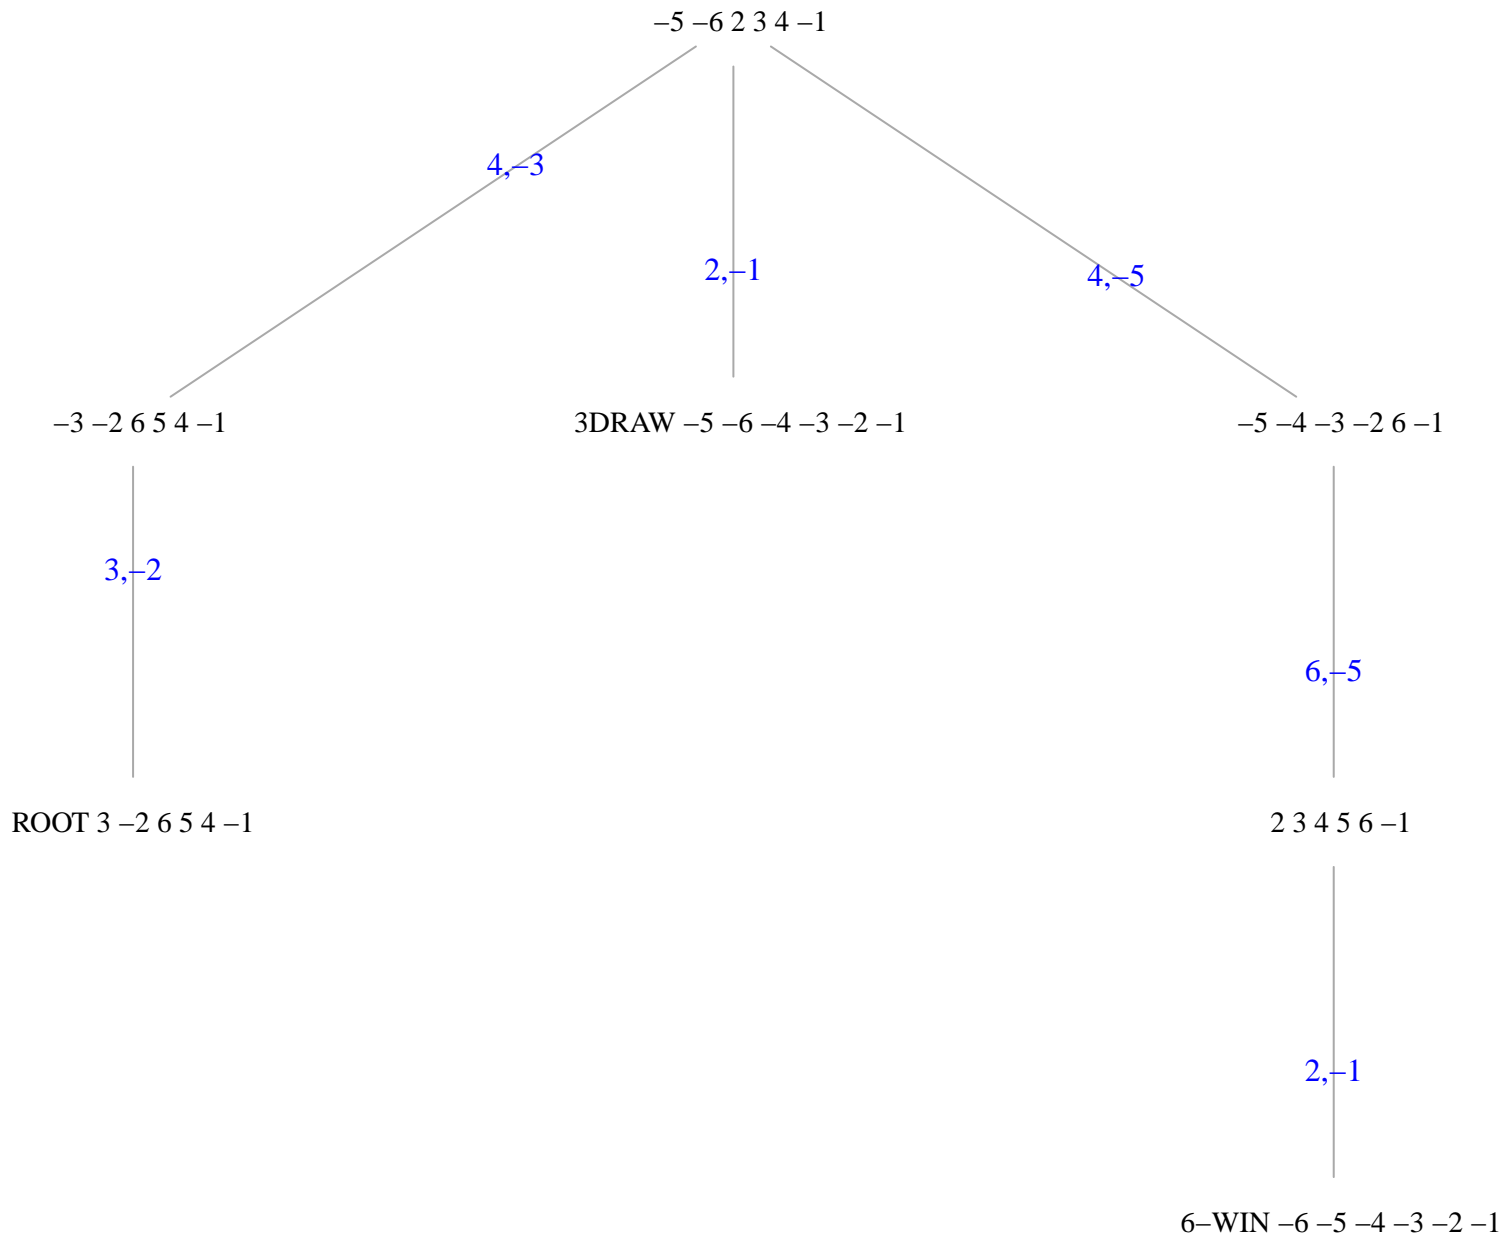 –5 –6 2 3 4 –1
4,–3
2,–1
4,–5
–3 –2 6 5 4 –1
3DRAW –5 –6 –4 –3 –2 –1
–5 –4 –3 –2 6 –1
3,–2
6,–5
ROOT 3 –2 6 5 4 –1
2 3 4 5 6 –1
2,–1
6–WIN –6 –5 –4 –3 –2 –1